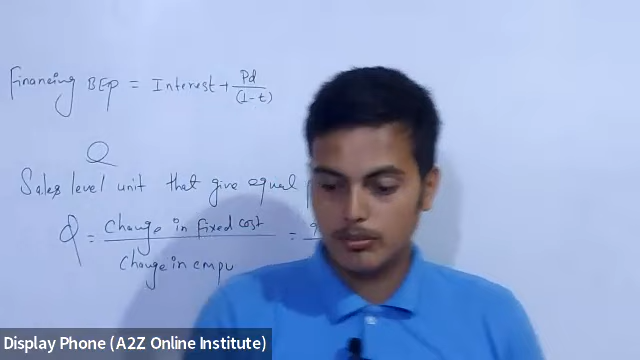 Financing BEP = Interest + Pd / (1-t)
Q
Sales level unit that give equal
Q = Change in fixed cost / Change in cmpu =
Display Phone (A2Z Online Institute)